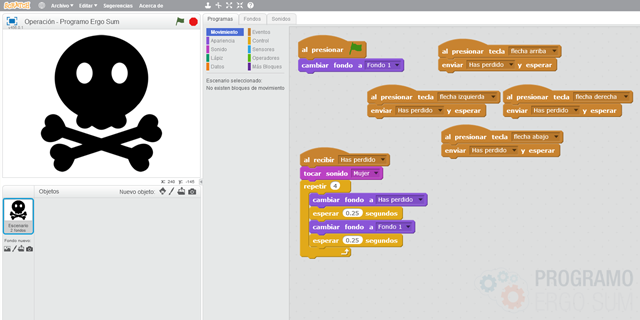 SCRATCH Archivo Editar Sugerencias Acerca de
Operación - Programo Ergo Sum
X: 240 Y: -145
Objetos Nuevo objeto:
Escenario
2 fondos
Fondo nuevo:
Programas Fondos Sonidos
Movimiento Eventos
Apariencia Control
Sonido Sensores
Lápiz Operadores
Datos Más Bloques
Escenario seleccionado:
No existen bloques de movimiento
al presionar
cambiar fondo a Fondo 1
al presionar tecla flecha arriba
enviar Has perdido y esperar
al presionar tecla flecha izquierda
enviar Has perdido y esperar
al presionar tecla flecha derecha
enviar Has perdido y esperar
al presionar tecla flecha abajo
enviar Has perdido y esperar
al recibir Has perdido
tocar sonido Mujer
repetir 4
cambiar fondo a Has perdido
esperar 0.25 segundos
cambiar fondo a Fondo 1
esperar 0.25 segundos
PROGRAMO
ERGO SUM